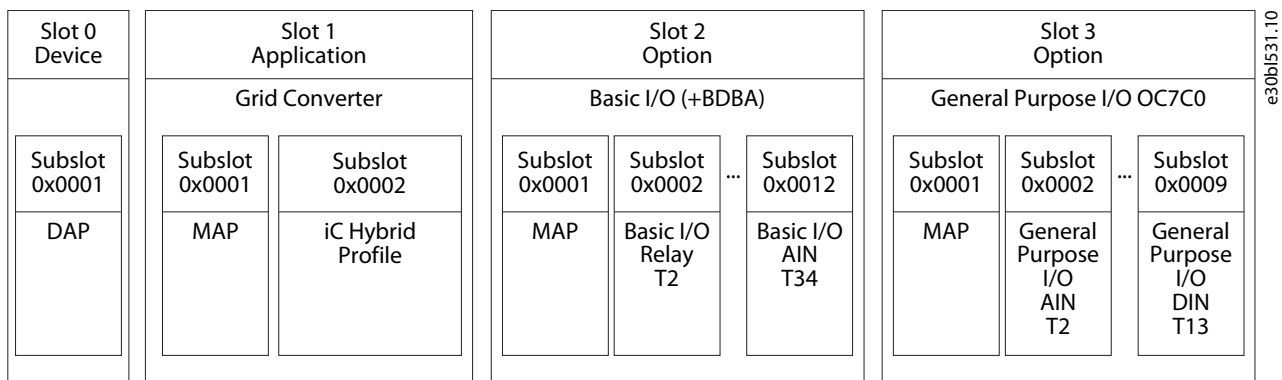 Slot 0
Device
Slot 1
Application
Slot 2
Option
Slot 3
Option
Grid Converter
Basic I/O (+BDBA)
General Purpose I/O OC7C0
Subslot
0x0001
Subslot
0x0001
Subslot
0x0002
Subslot
0x0001
Subslot
0x0002
...
Subslot
0x0012
Subslot
0x0001
Subslot
0x0002
...
Subslot
0x0009
DAP
MAP
iC Hybrid
Profile
MAP
Basic I/O
Relay
T2
Basic I/O
AIN
T34
MAP
General
Purpose
I/O
AIN
T2
General
Purpose
I/O
DIN
T13
e30bl531.10